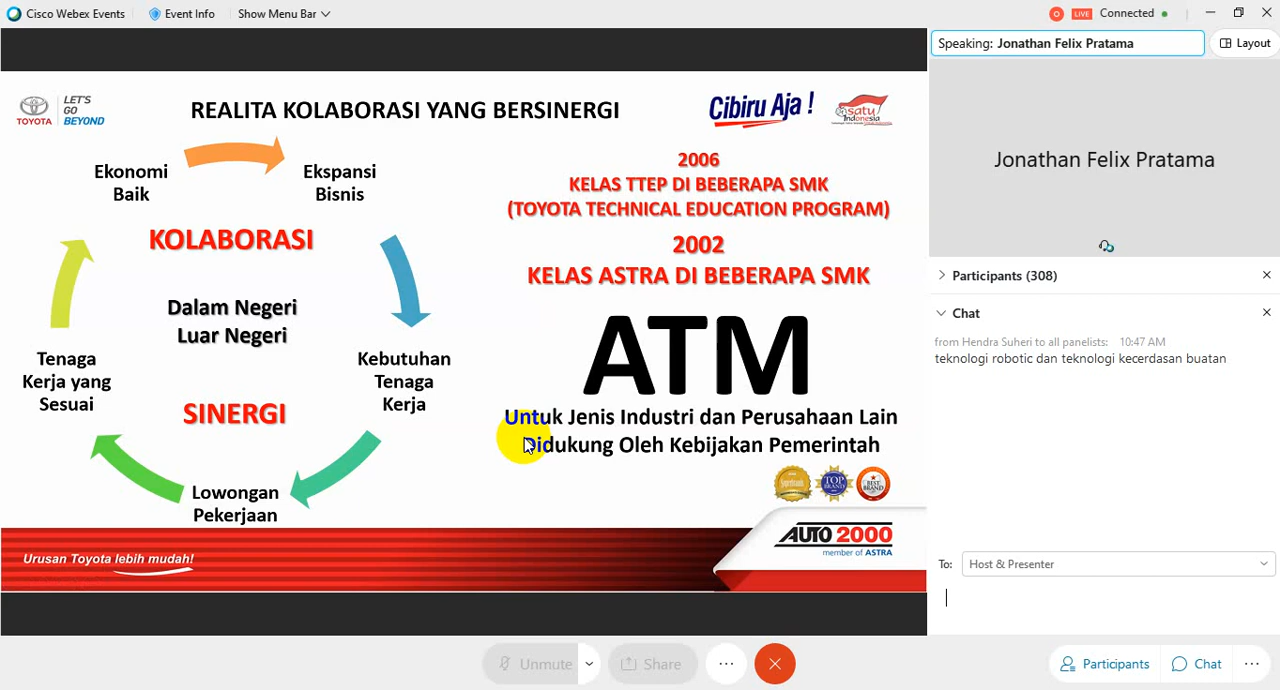 Cisco Webex Events
Event Info
Show Menu Bar
LIVE
Connected
Speaking: Jonathan Felix Pratama
Layout
TOYOTA
LET'S
GO
BEYOND
REALITA KOLABORASI YANG BERSINERGI
Cibiru Aja !
satu
Indonesia
Ekonomi
Baik
Ekspansi
Bisnis
KOLABORASI
Dalam Negeri
Luar Negeri
Tenaga
Kerja yang
Sesuai
Kebutuhan
Tenaga
Kerja
SINERGI
Lowongan
Pekerjaan
2006
KELAS TTEP DI BEBERAPA SMK
(TOYOTA TECHNICAL EDUCATION PROGRAM)
2002
KELAS ASTRA DI BEBERAPA SMK
ATM
Untuk Jenis Industri dan Perusahaan Lain
Didukung Oleh Kebijakan Pemerintah
Superbrands
TOP
BRAND
BEST
BRAND
Urusan Toyota lebih mudah!
AUTO 2000
member of ASTRA
Jonathan Felix Pratama
Participants (308)
Chat
from Hendra Suheri to all panelists: 10:47 AM
teknologi robotic dan teknologi kecerdasan buatan
To: Host & Presenter
Unmute
Share
Participants
Chat